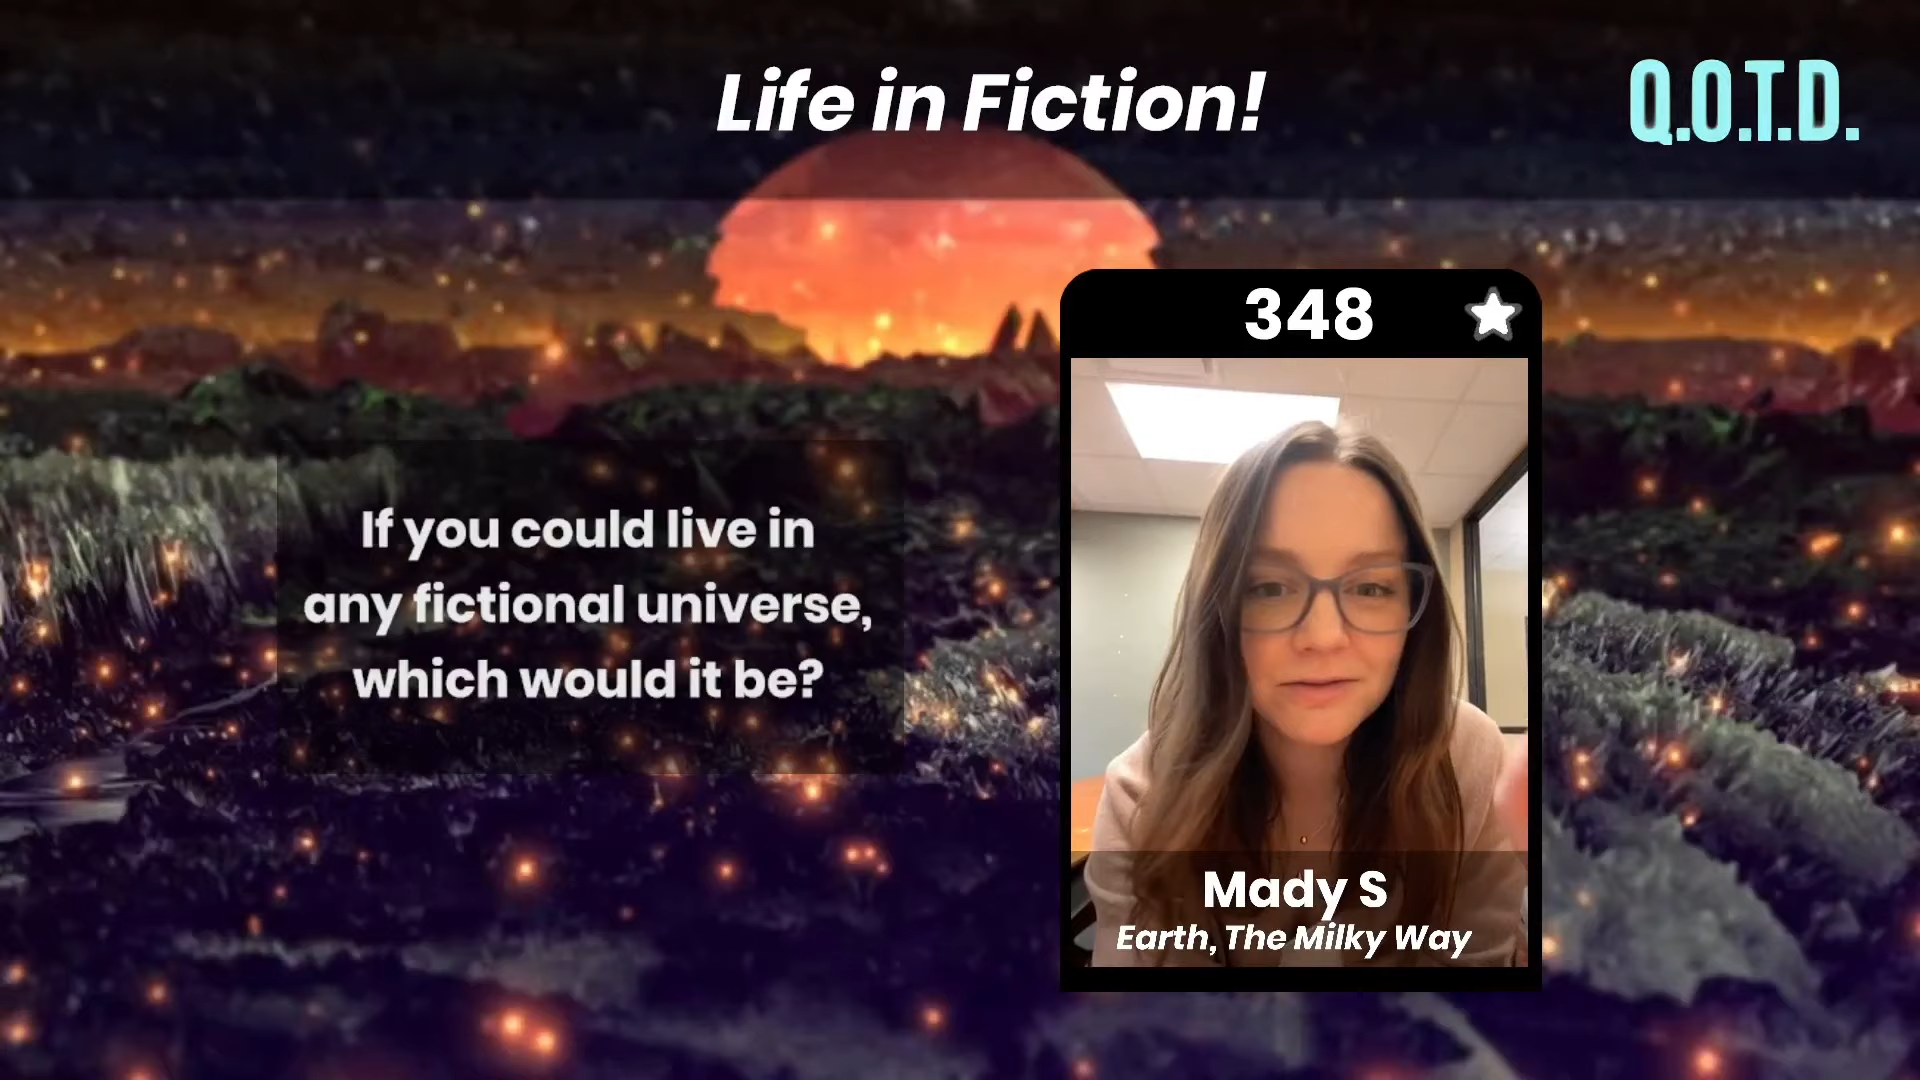 Life in Fiction!
Q.O.T.D.
348
If you could live in
any fictional universe,
which would it be?
Mady S
Earth, The Milky Way